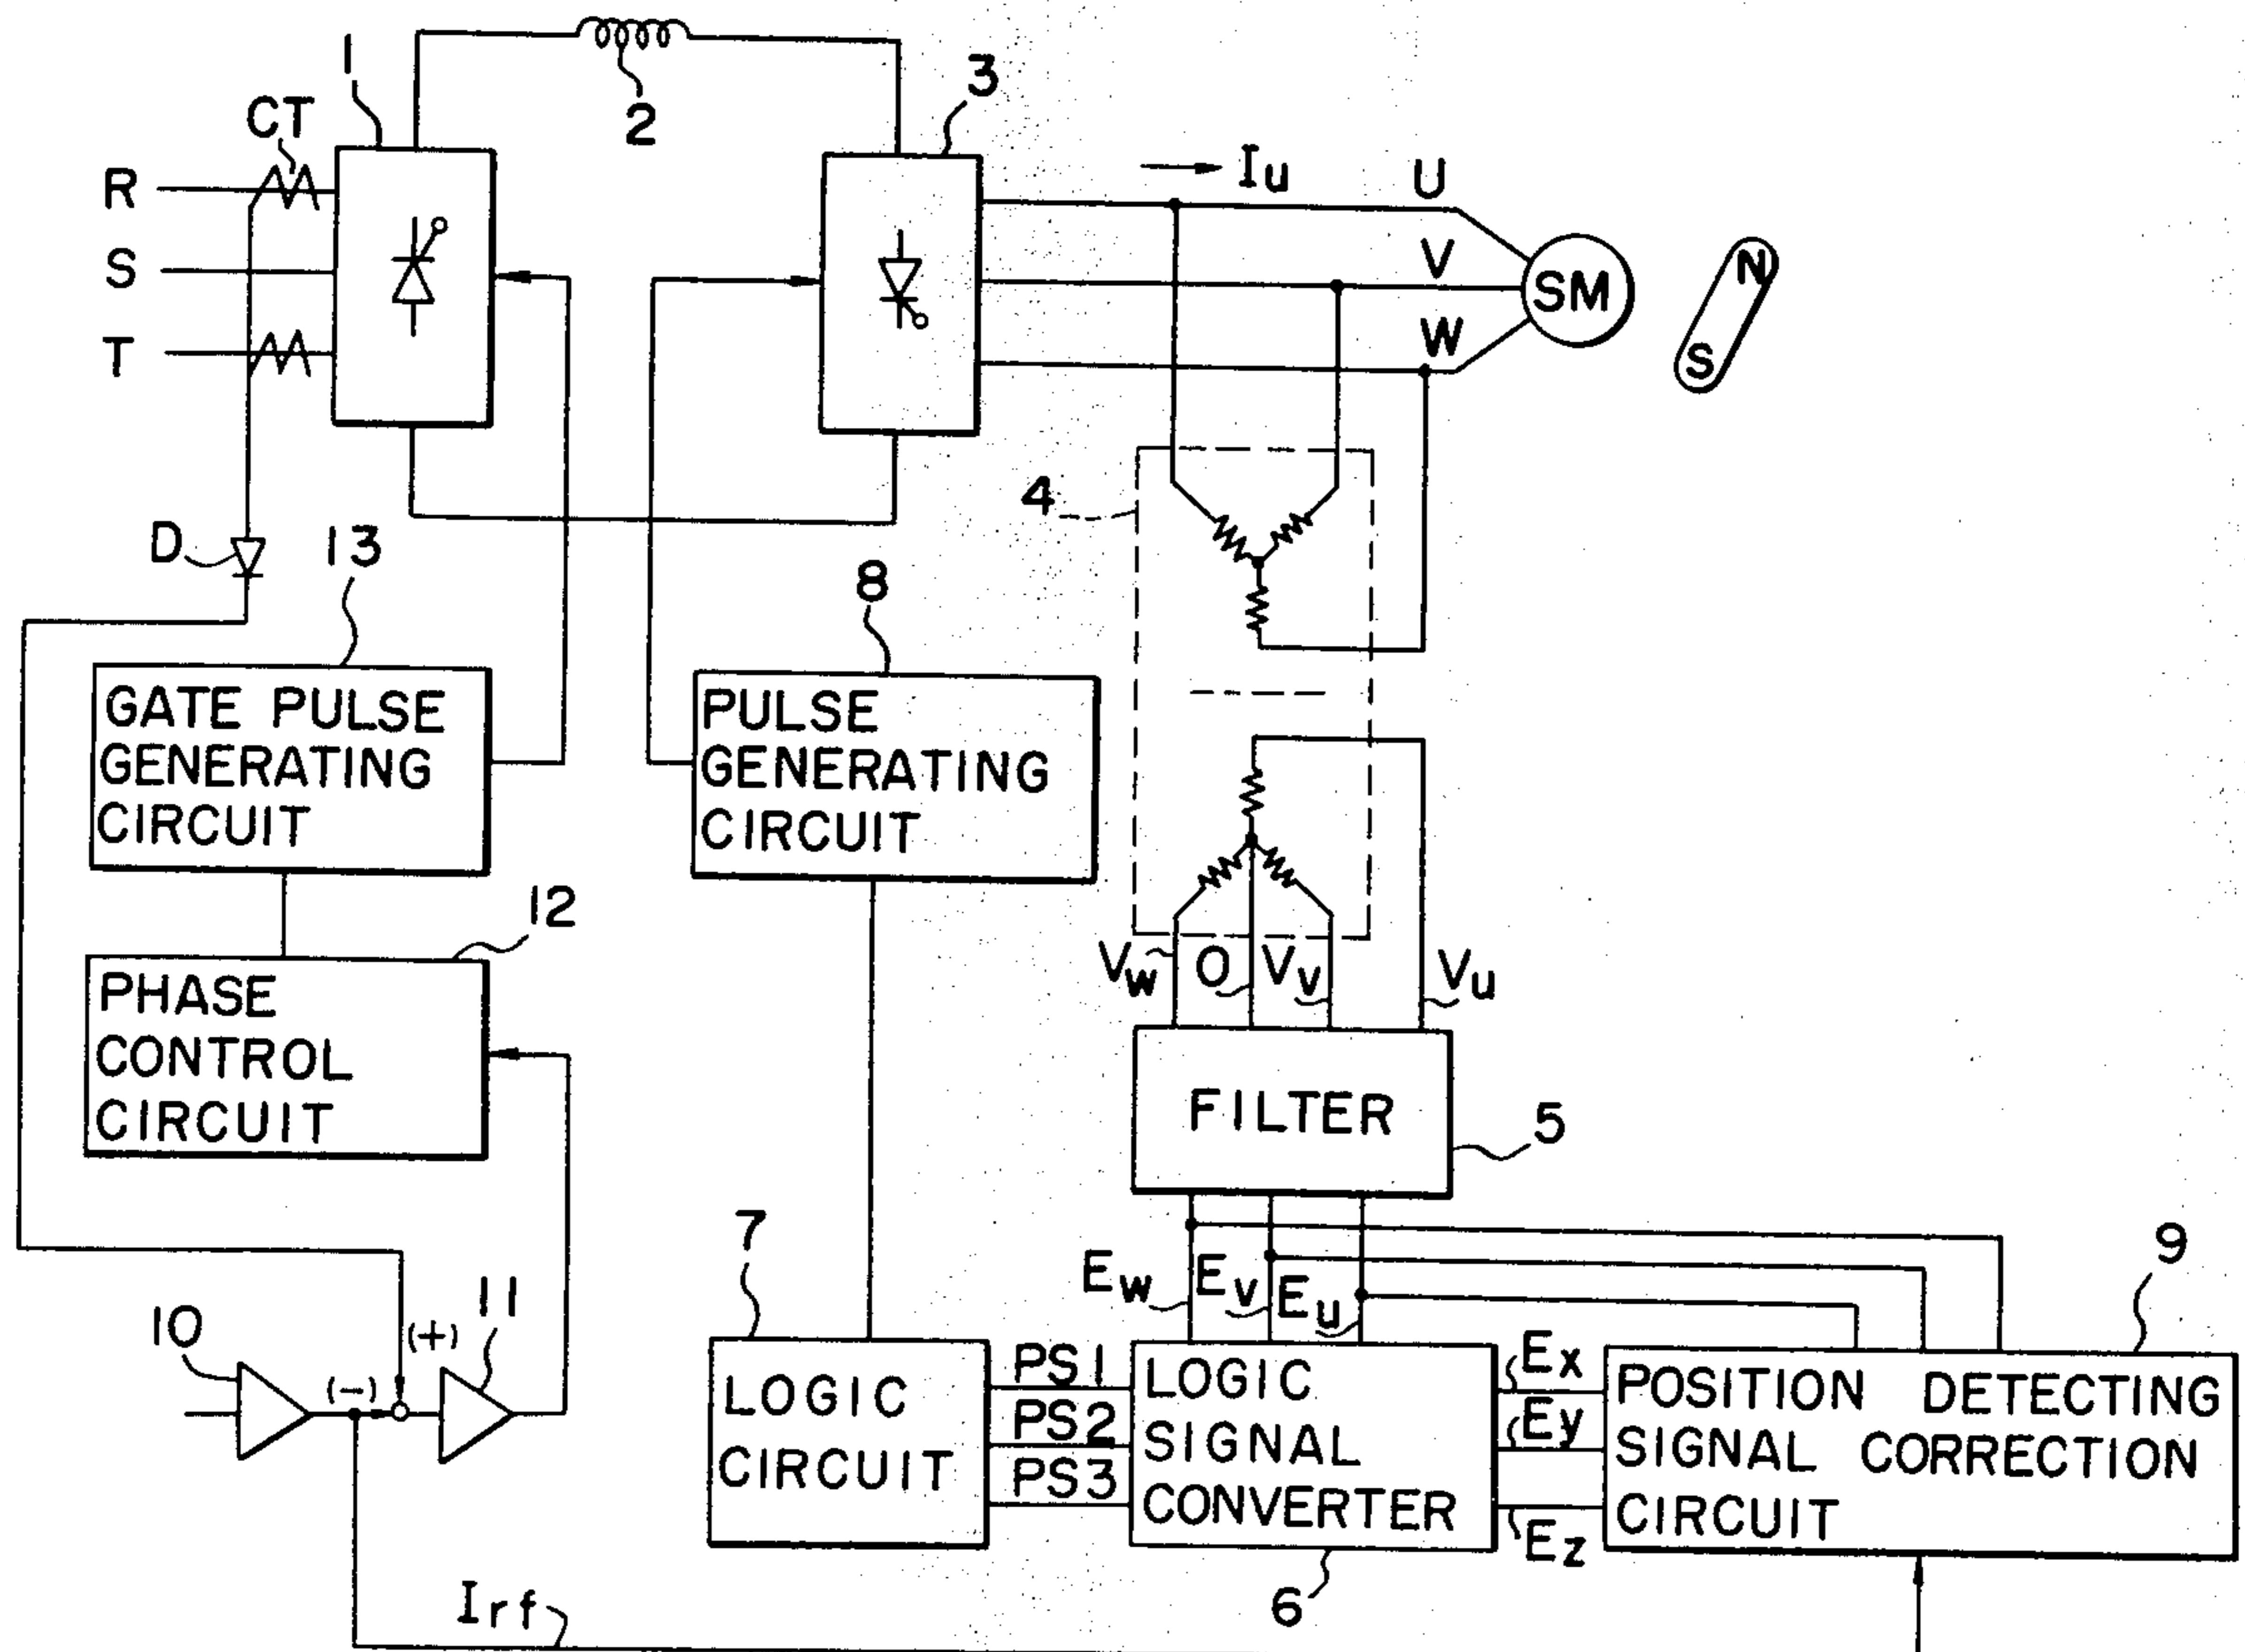 1
2
3
CT
R
S
T
Iu
U
V
W
SM
N
S
4
D
13
8
GATE PULSE
GENERATING
CIRCUIT
PULSE
GENERATING
CIRCUIT
12
Vw
O
Vv
Vu
PHASE
CONTROL
CIRCUIT
FILTER
5
7
9
Ew
Ev
Eu
10
(-)
(+)
11
LOGIC
CIRCUIT
PS1
PS2
PS3
LOGIC
SIGNAL
CONVERTER
Ex
Ey
Ez
POSITION DETECTING
SIGNAL CORRECTION
CIRCUIT
6
Irf